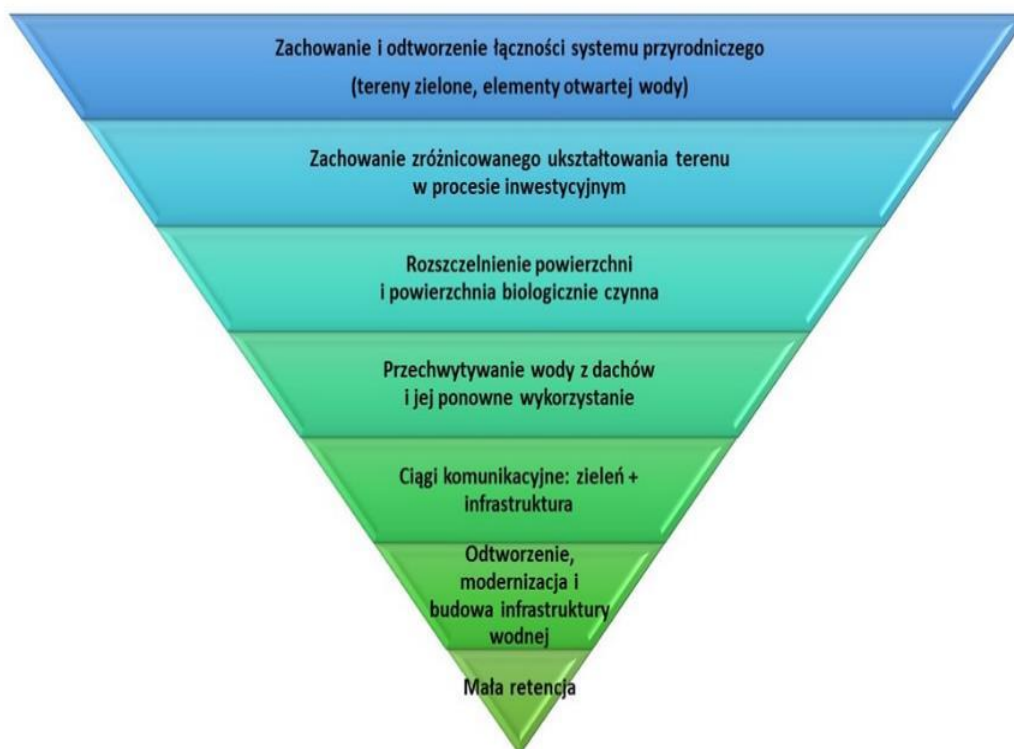 Zachowanie i odtworzenie łączności systemu przyrodniczego
(tereny zielone, elementy otwartej wody)
Zachowanie zróżnicowanego ukształtowania terenu
w procesie inwestycyjnym
Rozszczelnienie powierzchni
i powierzchnia biologicznie czynna
Przechwytywanie wody z dachów
i jej ponowne wykorzystanie
Ciągi komunikacyjne: zieleń +
infrastruktura
Odtworzenie,
modernizacja i
budowa infrastruktury
wodnej
Mała retencja